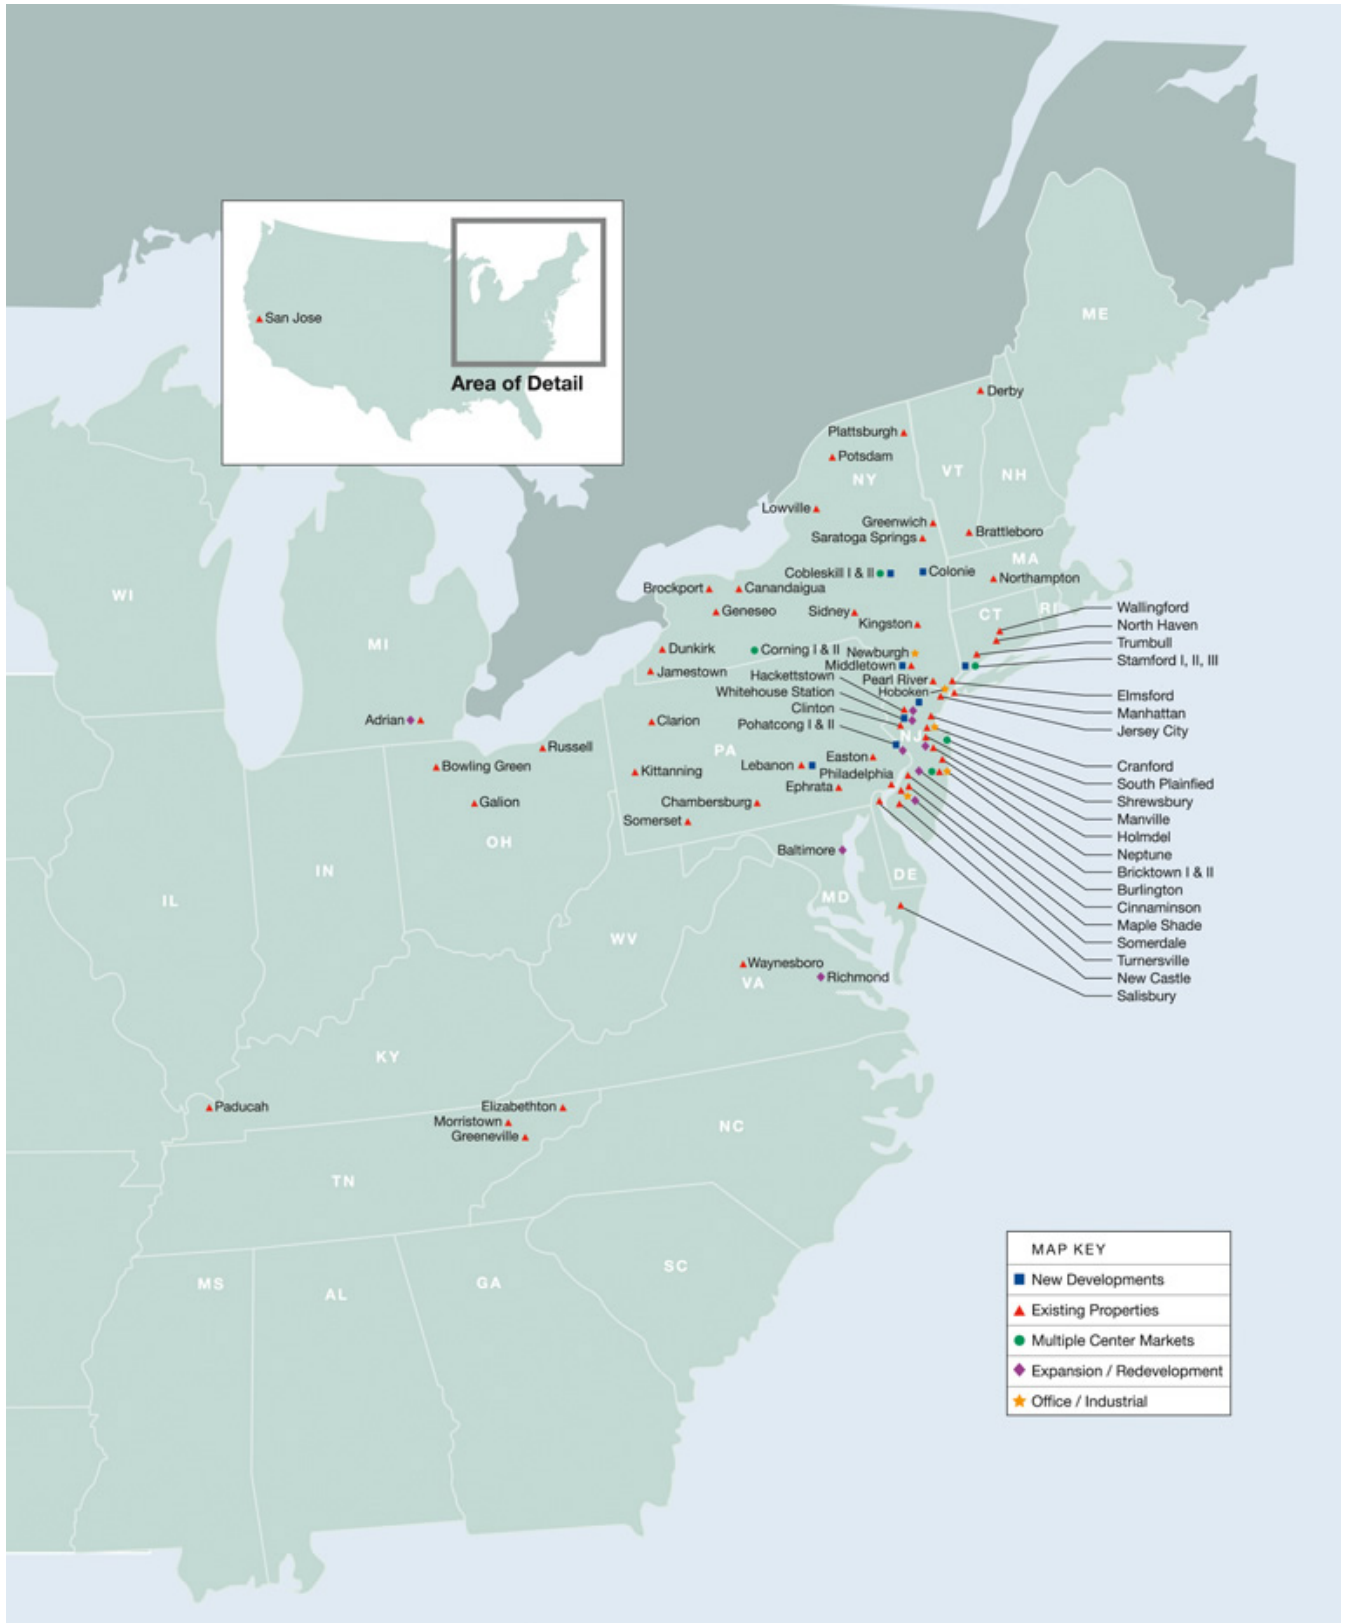 San Jose
Area of Detail
ME
Derby
Plattsburgh
Potsdam
VT
NY
NH
Lowville
Greenwich
Saratoga Springs
Brattleboro
MA
Cobleskill I & II
Colonie
Northampton
Brockport
Canandaigua
WI
Geneseo
Sidney
Kingston
CT
RI
MI
Dunkirk
Corning I & II
Newburgh
Jamestown
Middletown
Hackettstown
Pearl River
Whitehouse Station
Hoboken
Clinton
Pohatcong I & II
NJ
Adrian
Clarion
PA
Russell
Bowling Green
Kittanning
Lebanon
Easton
Philadelphia
Ephrata
Galion
Chambersburg
Somerset
OH
Baltimore
Wallingford
North Haven
Trumbull
Stamford I, II, III
Elmsford
Manhattan
Jersey City
Cranford
South Plainfied
Shrewsbury
Manville
Holmdel
Neptune
Bricktown I & II
Burlington
Cinnaminson
Maple Shade
Somerdale
Turnersville
New Castle
Salisbury
IN
IL
DE
MD
WV
Waynesboro
Richmond
VA
KY
Paducah
Elizabethton
Morristown
Greeneville
NC
TN
SC
MS
AL
GA
MAP KEY
New Developments
Existing Properties
Multiple Center Markets
Expansion / Redevelopment
Office / Industrial